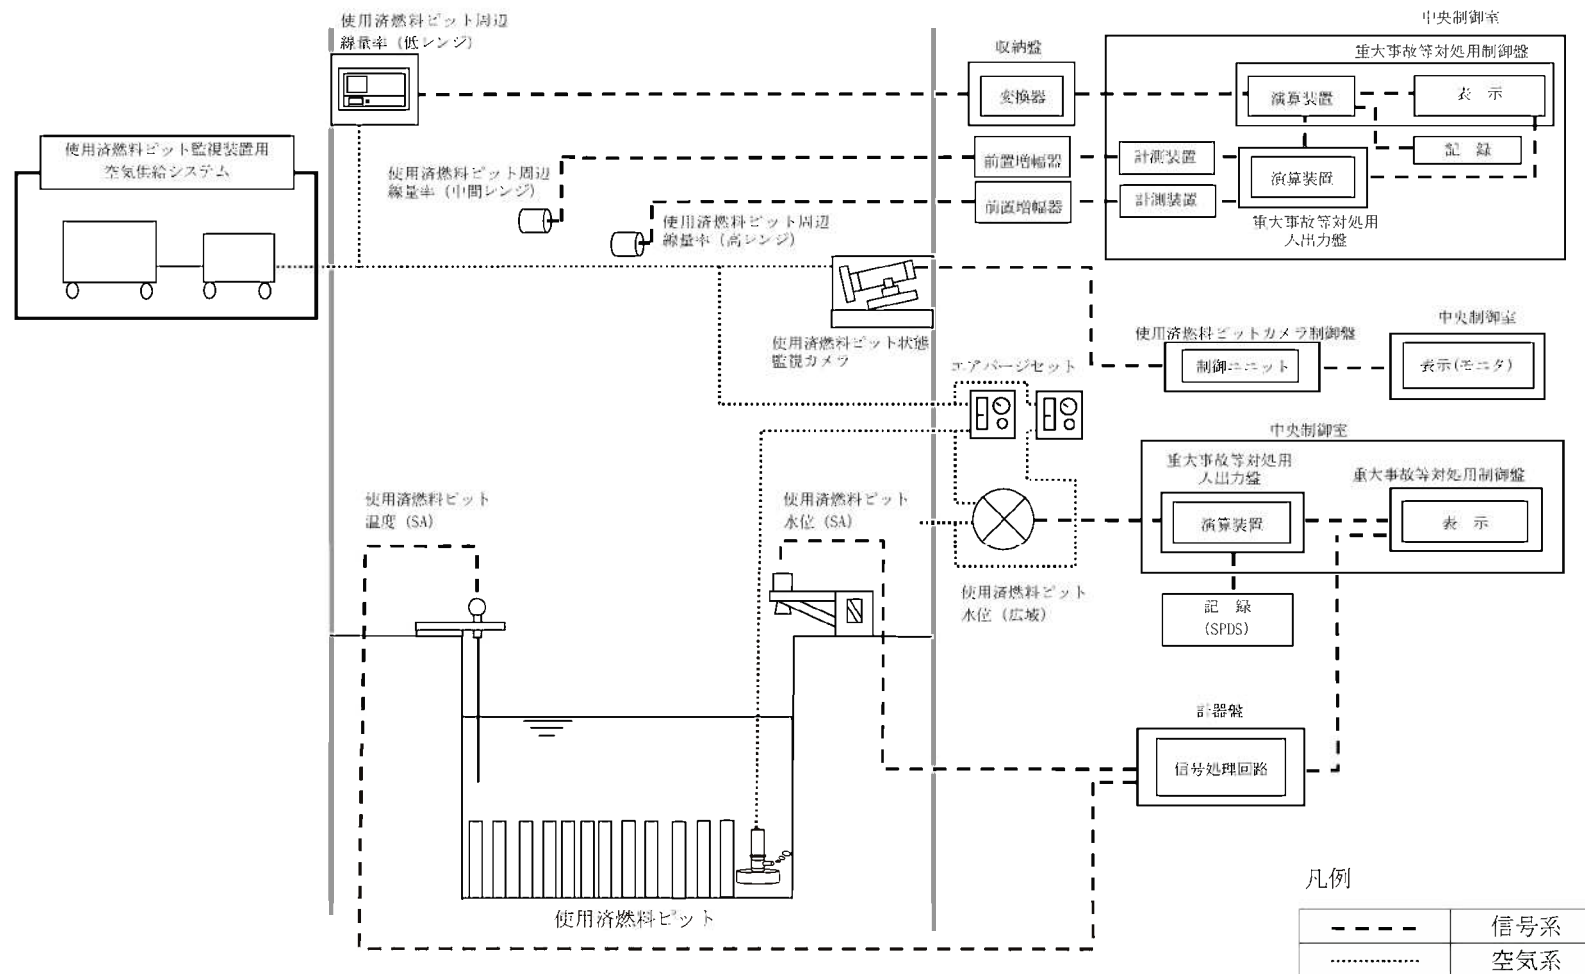 使用済燃料ピット周辺
線量率 (低レンジ)
収納盤
中央制御室
重大事故等対処用制御盤
変換器
演算装置
表 示
使用済燃料ピット監視装置用
空気供給システム
前置増幅器
計測装置
記 録
使用済燃料ピット周辺
線量率 (中間レンジ)
演算装置
前置増幅器
計測装置
使用済燃料ピット周辺
線量率 (高レンジ)
重大事故等対処用
入出力盤
使用済燃料ピット状態
監視カメラ
使用済燃料ピットカメラ制御盤
制御ユニット
中央制御室
表示(モニタ)
エアパージセット
中央制御室
重大事故等対処用
入出力盤
重大事故等対処用制御盤
演算装置
表 示
使用済燃料ピット
温度 (SA)
使用済燃料ピット
水位 (SA)
使用済燃料ピット
水位 (広域)
記 録
(SPDS)
計器盤
信号処理回路
使用済燃料ピット
凡例
信号系
空気系